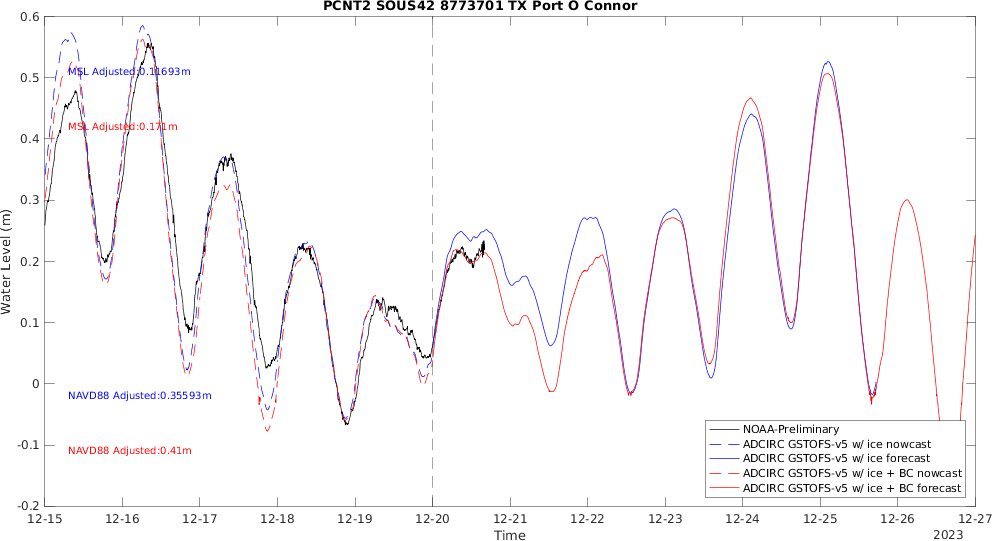 PCNT2 SOUS42 8773701 TX Port O Connor
0.6
0.5
0.4
0.3
0.2
0.1
0
-0.1
-0.2
Water Level (m)
MSL Adjusted:0.11693m
MSL Adjusted:0.171m
NAVD88 Adjusted:0.35593m
NAVD88 Adjusted:0.41m
NOAA-Preliminary
ADCIRC GSTOFS-v5 w/ ice nowcast
ADCIRC GSTOFS-v5 w/ ice forecast
ADCIRC GSTOFS-v5 w/ ice + BC nowcast
ADCIRC GSTOFS-v5 w/ ice + BC forecast
12-15 12-16 12-17 12-18 12-19 12-20 12-21 12-22 12-23 12-24 12-25 12-26 12-27
Time
2023